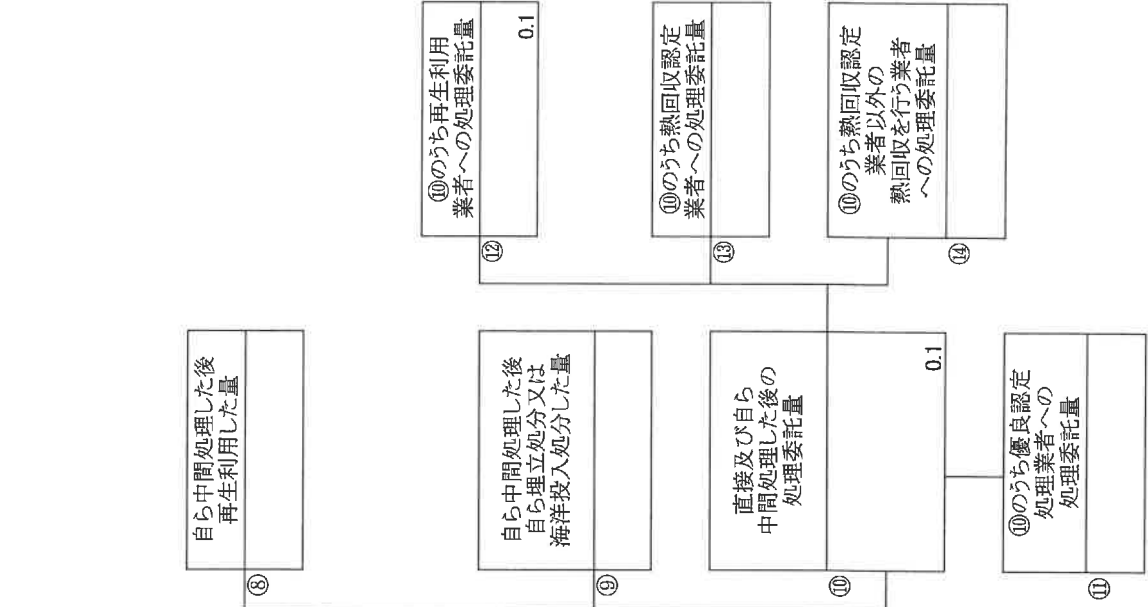 ⑧
自ら中間処理した後
再生利用した量
⑨
自ら中間処理した後
自ら埋立処分又は
海洋投入処分した量
⑩
直接及び自ら
中間処理した後の
処理委託量
0.1
⑪
⑩のうち優良認定
処理業者への
処理委託量
⑫
⑩のうち再生利用
業者への処理委託量
0.1
⑬
⑩のうち熱回収認定
業者への処理委託量
⑭
⑩のうち熱回収認定
業者以外の
熱回収を行う業者
への処理委託量